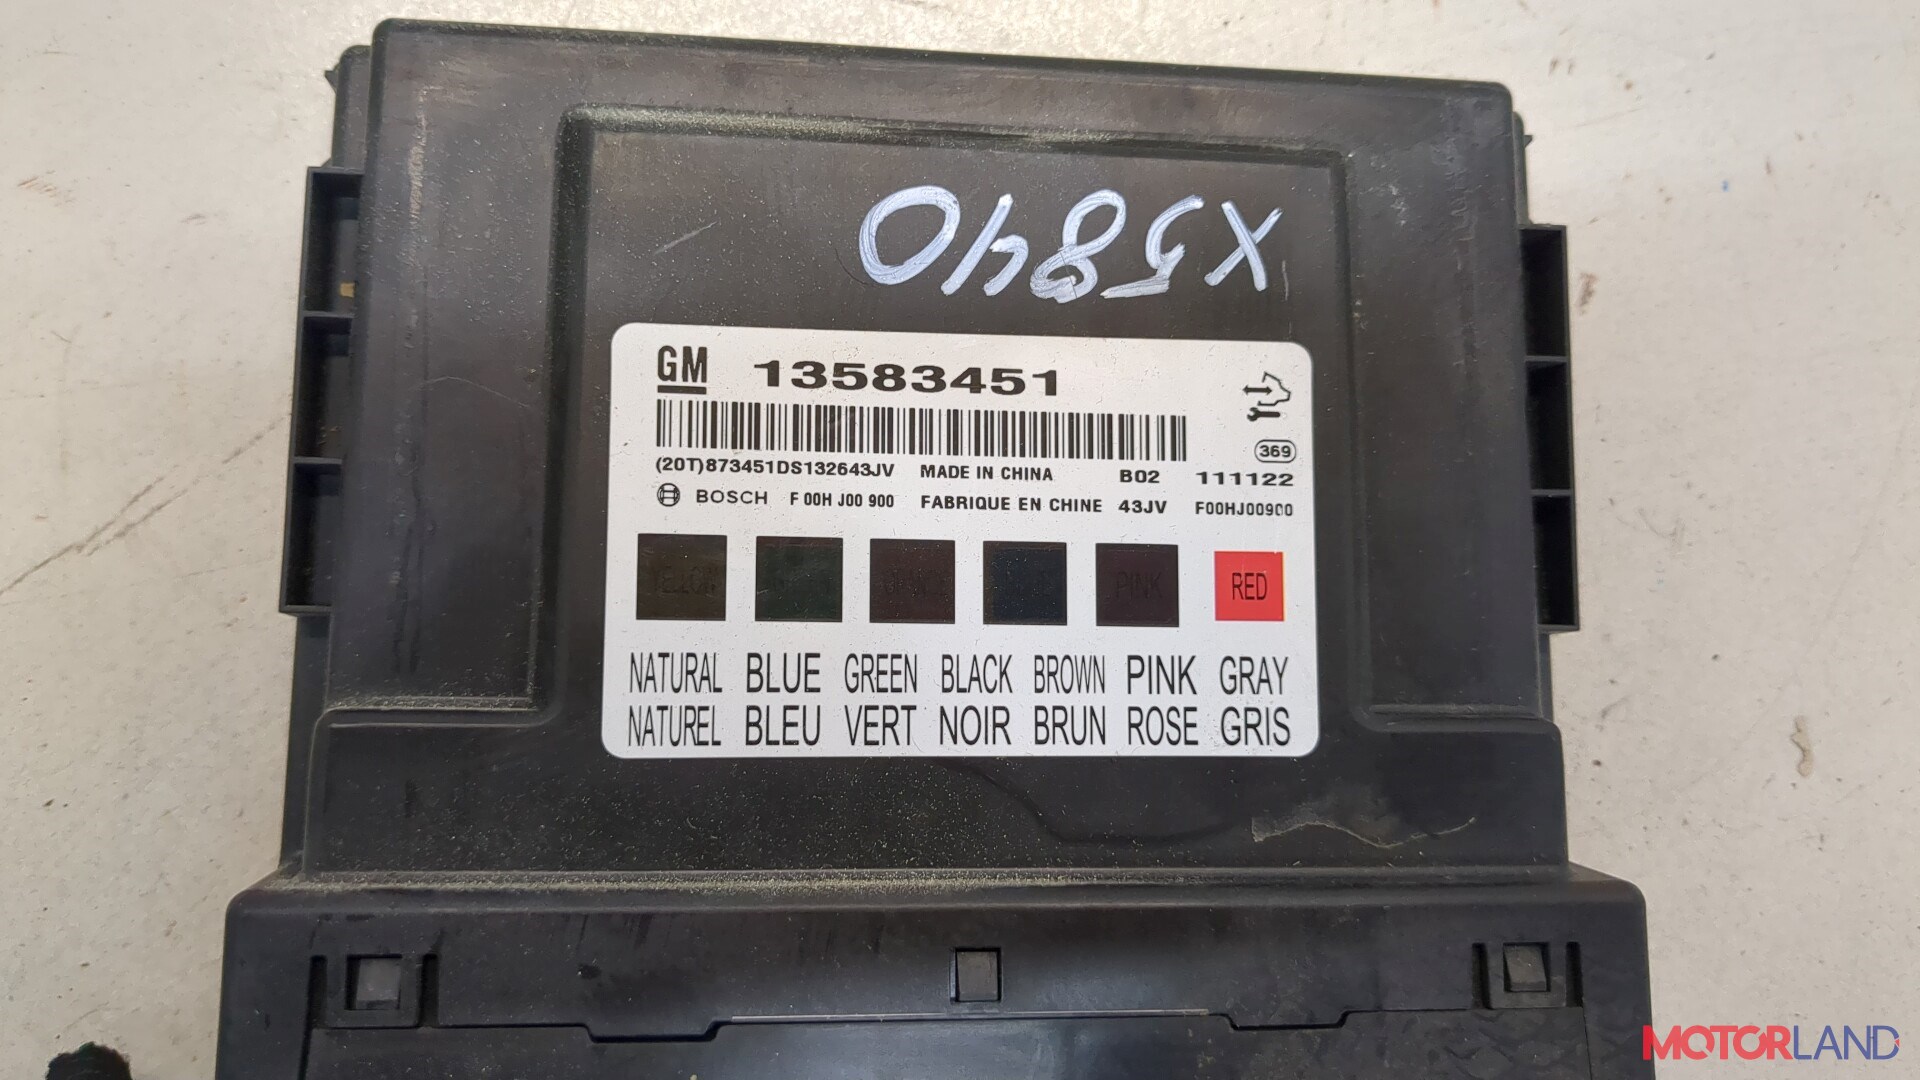 X5840
GM 13583451
369
(20T)873451DS132643JV MADE IN CHINA B02 111122
BOSCH F 00H J00 900 FABRIQUE EN CHINE 43JV F00HJ00900
YELLOW PINK RED
NATURAL BLUE GREEN BLACK BROWN PINK GRAY
NATUREL BLEU VERT NOIR BRUN ROSE GRIS
MOTORLAND